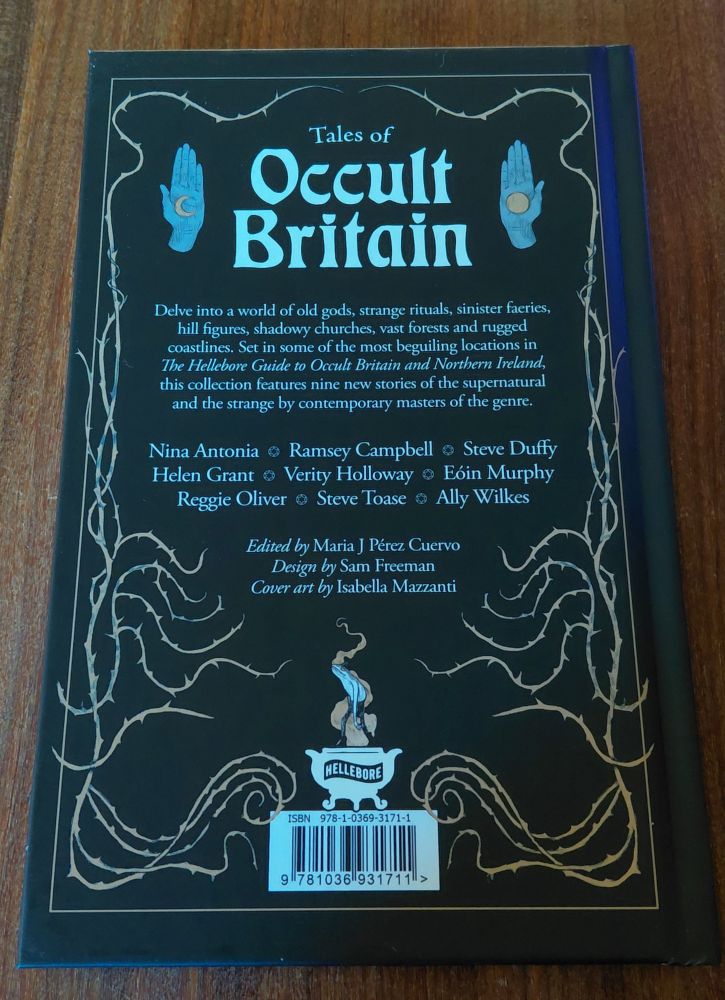 Tales of
Occult
Britain
Delve into a world of old gods, strange rituals, sinister faeries,
hill figures, shadowy churches, vast forests and rugged
coastlines. Set in some of the most beguiling locations in
The Hellebore Guide to Occult Britain and Northern Ireland,
this collection features nine new stories of the supernatural
and the strange by contemporary masters of the genre.
Nina Antonia ۞ Ramsey Campbell ۞ Steve Duffy
Helen Grant ۞ Verity Holloway ۞ Eóin Murphy
Reggie Oliver ۞ Steve Toase ۞ Ally Wilkes
Edited by Maria J Pérez Cuervo
Design by Sam Freeman
Cover art by Isabella Mazzanti
HELLEBORE
ISBN 978-1-0369-3171-1
9 781036 931711 >